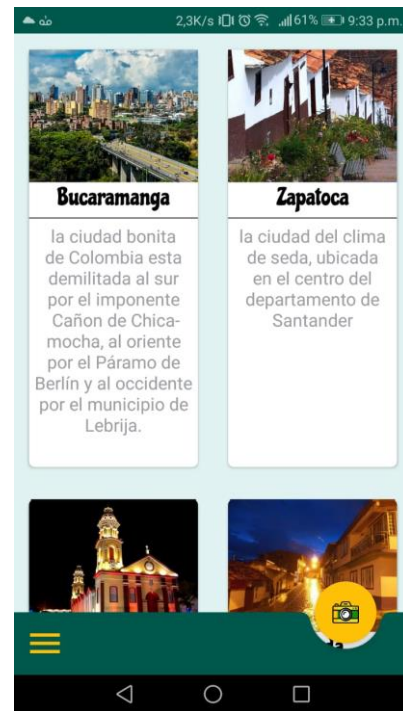 2,3K/s 61% 9:33 p.m.
Bucaramanga
la ciudad bonita
de Colombia esta
demilitada al sur
por el imponente
Cañon de Chica-
mocha, al oriente
por el Páramo de
Berlín y al occidente
por el municipio de
Lebrija.
Zapatoca
la ciudad del clima
de seda, ubicada
en el centro del
departamento de
Santander